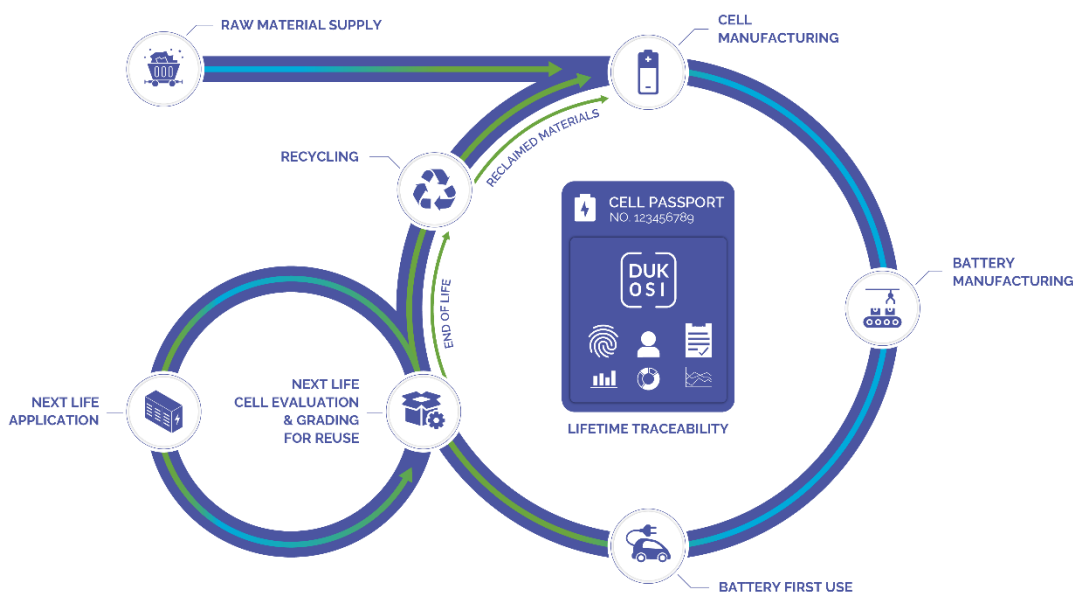 RAW MATERIAL SUPPLY
CELL
MANUFACTURING
RECYCLING
RECLAIMED MATERIALS
CELL PASSPORT
NO. 123456789
DUK
OSI
BATTERY
MANUFACTURING
END OF LIFE
NEXT LIFE
APPLICATION
NEXT LIFE
CELL EVALUATION
& GRADING
FOR REUSE
LIFETIME TRACEABILITY
BATTERY FIRST USE